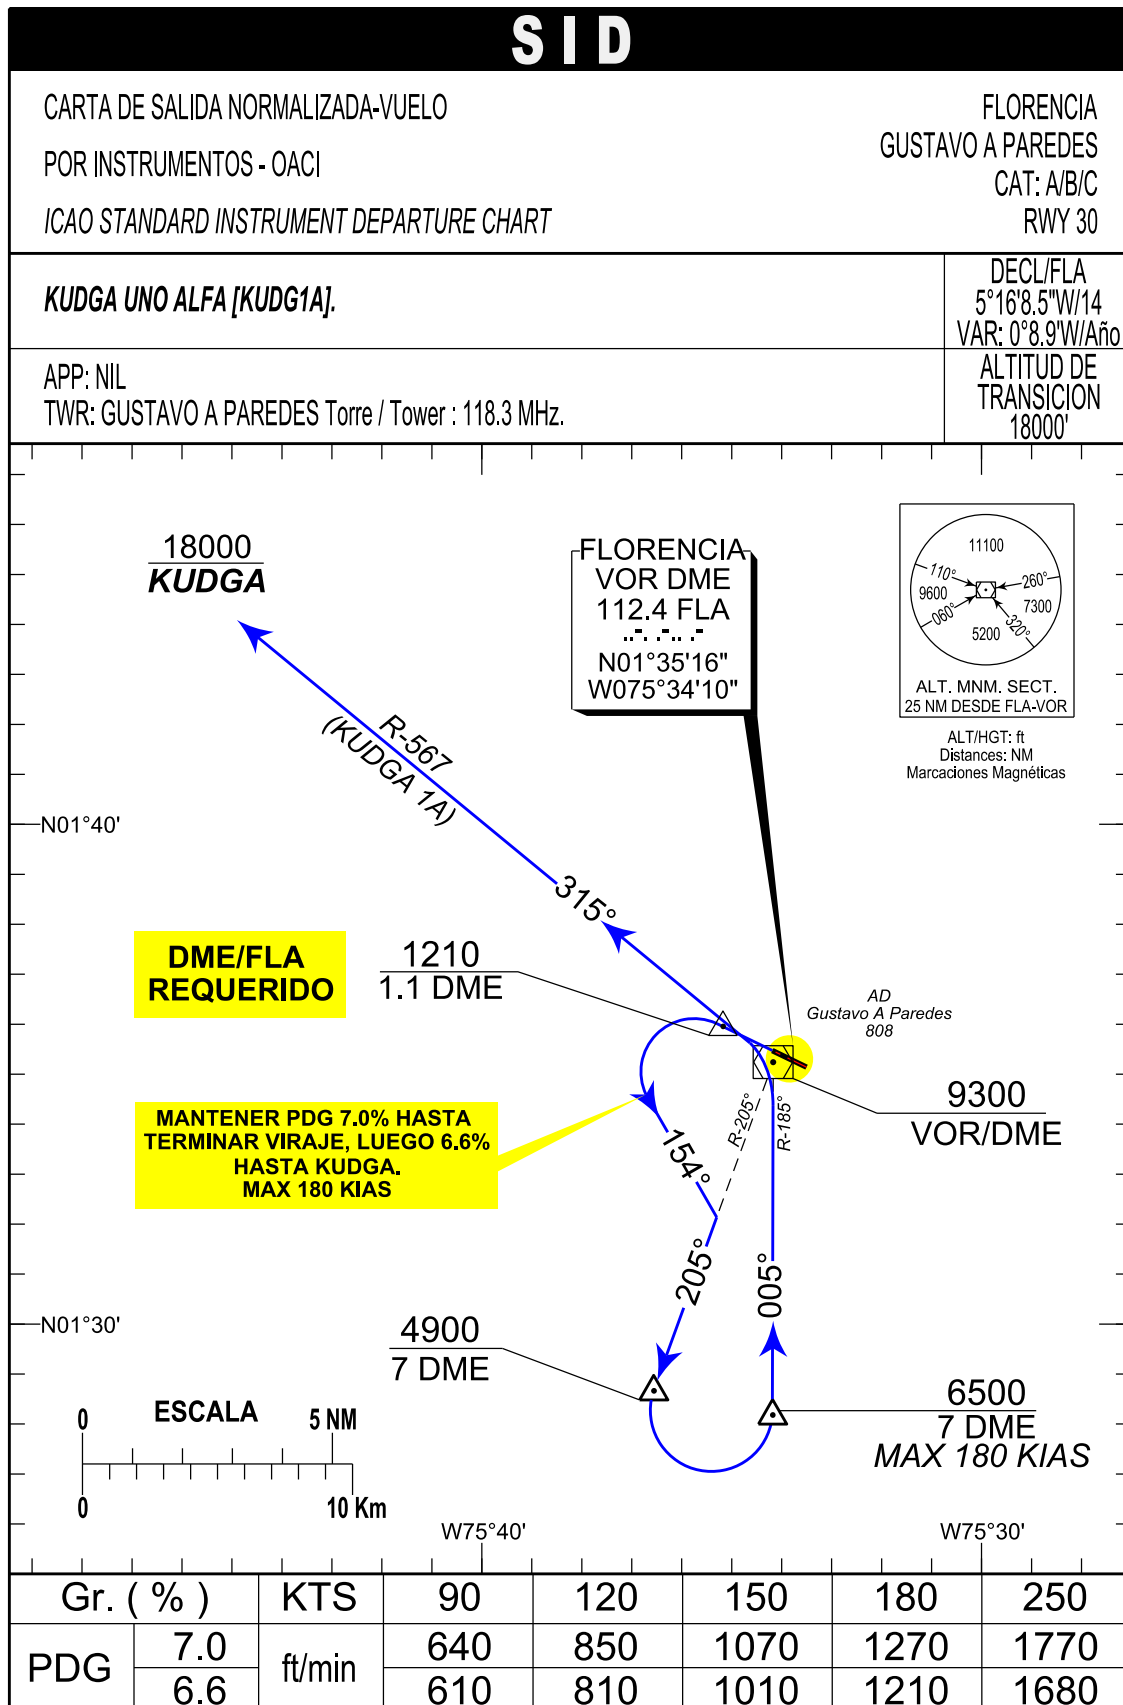 SID
CARTA DE SALIDA NORMALIZADA-VUELO
POR INSTRUMENTOS - OACI
ICAO STANDARD INSTRUMENT DEPARTURE CHART
FLORENCIA
GUSTAVO A PAREDES
CAT: A/B/C
RWY 30
KUDGA UNO ALFA [KUDG1A].
DECL/FLA
5°16'8.5"W/14
VAR: 0°8.9'W/Año
APP: NIL
TWR: GUSTAVO A PAREDES Torre / Tower : 118.3 MHz.
ALTITUD DE
TRANSICION
18000'
18000
KUDGA
FLORENCIA
VOR DME
112.4 FLA
N01°35'16"
W075°34'10"
11100
110°
260°
9600
7300
060°
320°
5200
ALT. MNM. SECT.
25 NM DESDE FLA-VOR
ALT/HGT: ft
Distances: NM
Marcaciones Magnéticas
R-567
(KUDGA 1A)
N01°40'
315°
DME/FLA
REQUERIDO
1210
1.1 DME
AD
Gustavo A Paredes
808
9300
VOR/DME
MANTENER PDG 7.0% HASTA
TERMINAR VIRAJE, LUEGO 6.6%
HASTA KUDGA.
MAX 180 KIAS
R-205°
R-185°
154°
205°
005°
N01°30'
4900
7 DME
6500
7 DME
MAX 180 KIAS
0 ESCALA 5 NM
0 10 Km
W75°40'
W75°30'
Gr. ( % ) KTS 90 120 150 180 250
PDG 7.0 ft/min 640 850 1070 1270 1770
6.6 610 810 1010 1210 1680